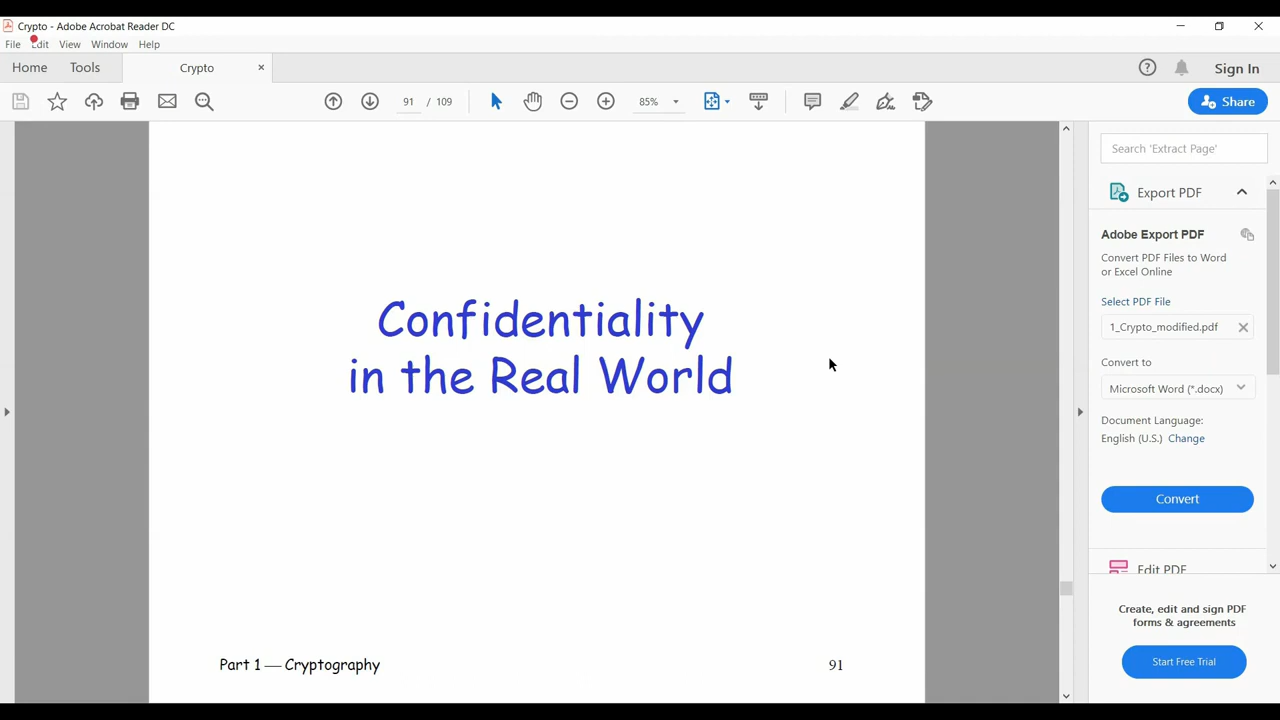 Crypto - Adobe Acrobat Reader DC
File Edit View Window Help
Home Tools Crypto × Sign In
91 / 109 85% Share
Confidentiality
in the Real World
Part 1 — Cryptography 91
Search 'Extract Page'
Export PDF
Adobe Export PDF
Convert PDF Files to Word
or Excel Online
Select PDF File
1_Crypto_modified.pdf
Convert to
Microsoft Word (*.docx)
Document Language:
English (U.S.) Change
Convert
Edit PDF
Create, edit and sign PDF
forms & agreements
Start Free Trial